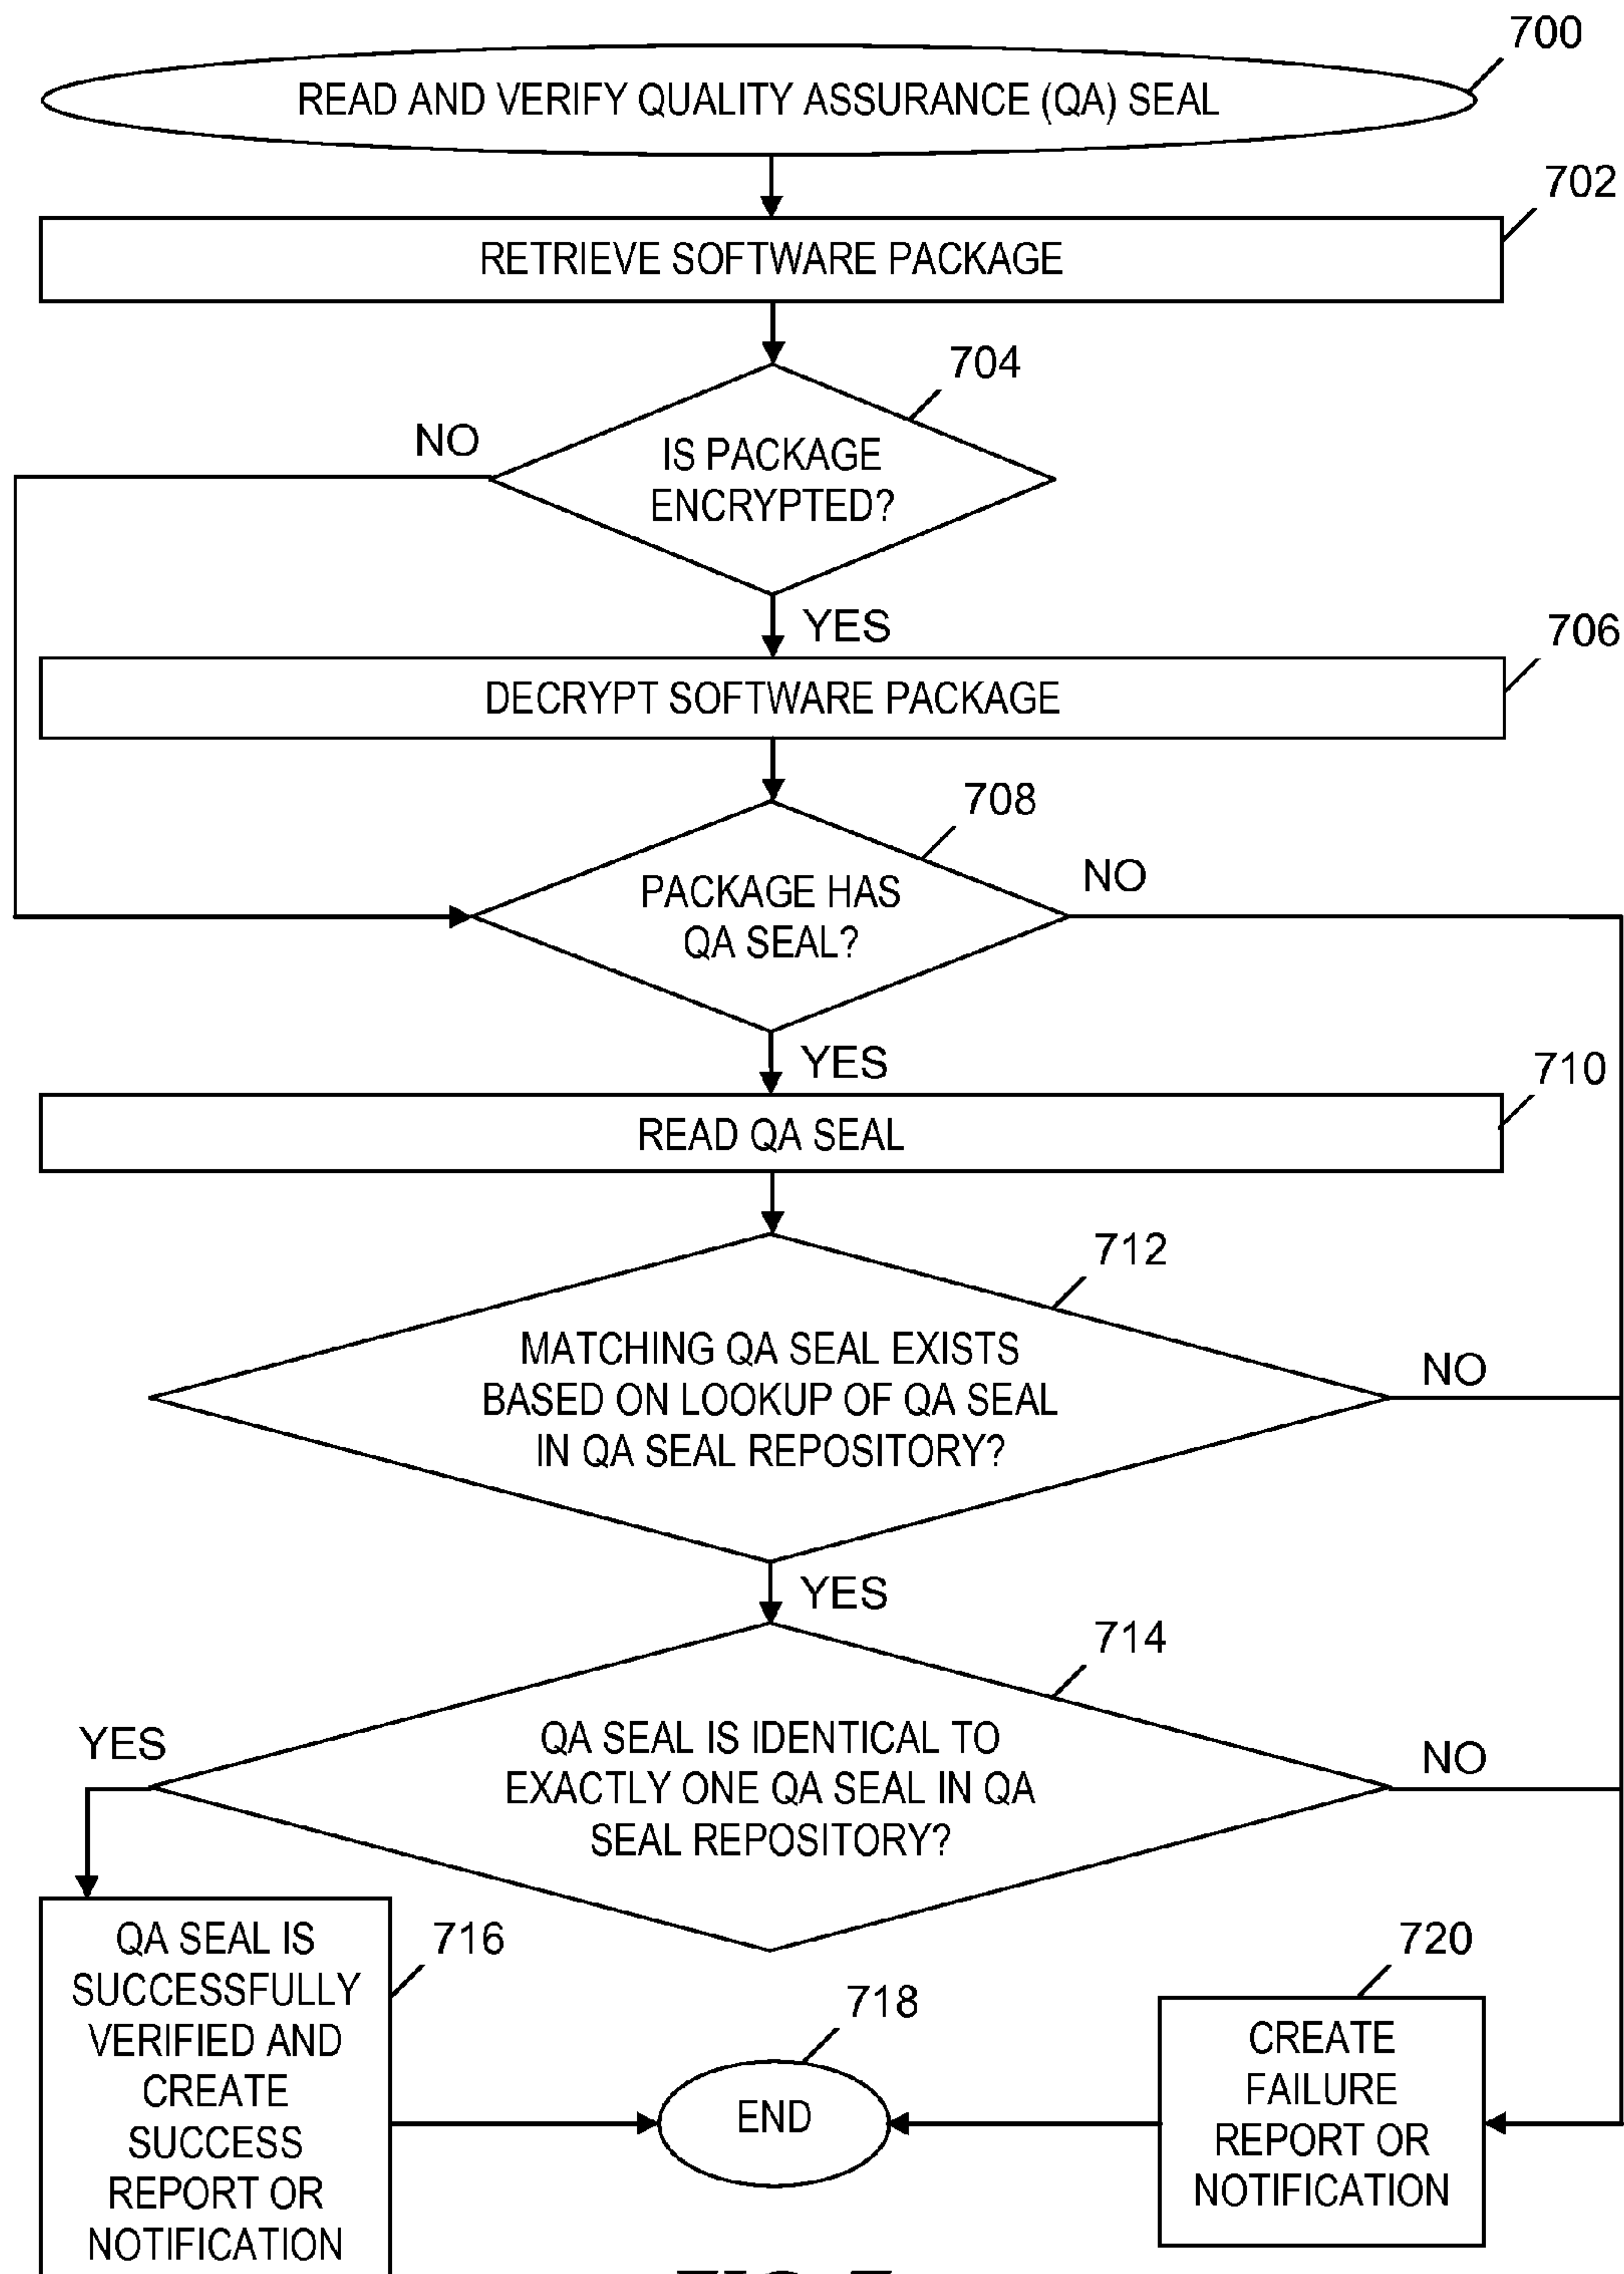 700
READ AND VERIFY QUALITY ASSURANCE (QA) SEAL
702
RETRIEVE SOFTWARE PACKAGE
704
NO
IS PACKAGE
ENCRYPTED?
YES
706
DECRYPT SOFTWARE PACKAGE
708
NO
PACKAGE HAS
QA SEAL?
YES
710
READ QA SEAL
712
MATCHING QA SEAL EXISTS
BASED ON LOOKUP OF QA SEAL
IN QA SEAL REPOSITORY?
NO
YES
714
YES
QA SEAL IS IDENTICAL TO
EXACTLY ONE QA SEAL IN QA
SEAL REPOSITORY?
NO
716
QA SEAL IS
SUCCESSFULLY
VERIFIED AND
CREATE
SUCCESS
REPORT OR
NOTIFICATION
718
END
720
CREATE
FAILURE
REPORT OR
NOTIFICATION